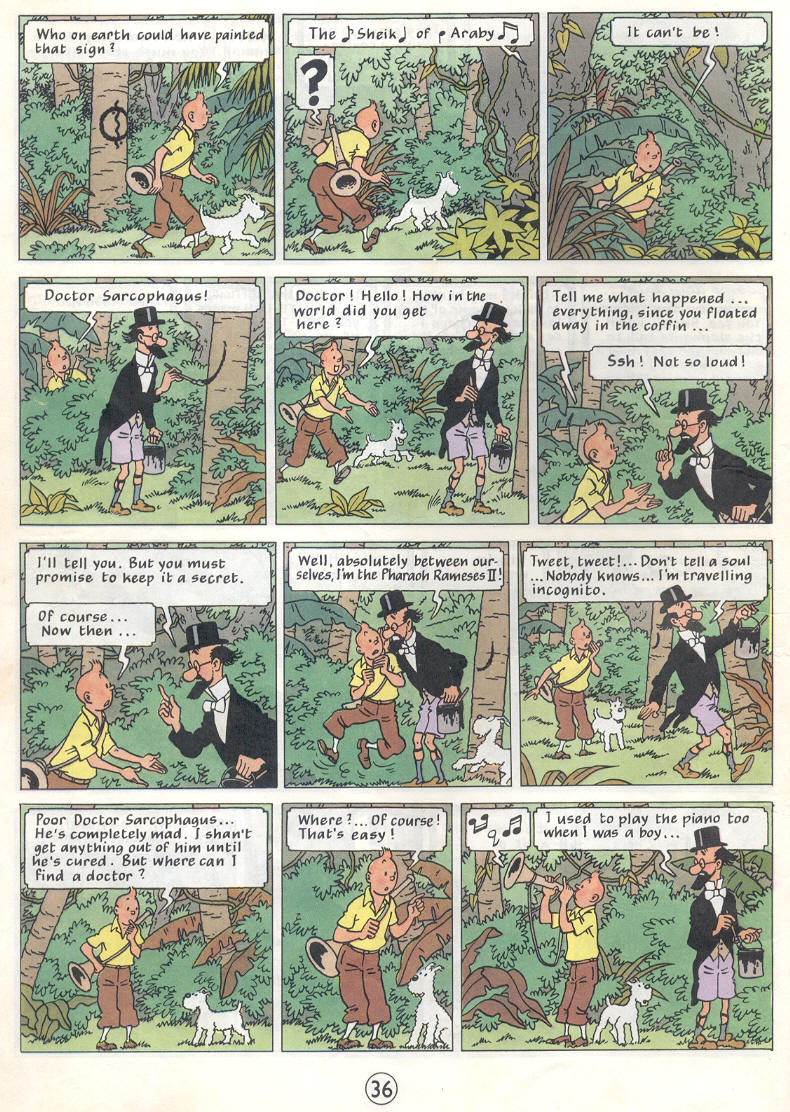 Who on earth could have painted
that sign?
The ♪ Sheik ♩ of ♩ Araby ♫
?
It can't be!
Doctor Sarcophagus!
Doctor! Hello! How in the
world did you get
here?
Tell me what happened ...
everything, since you floated
away in the coffin ...
Ssh! Not so loud!
I'll tell you. But you must
promise to keep it a secret.
Of course...
Now then ...
Well, absolutely between our-
selves, I'm the Pharaoh Rameses II!
Tweet, tweet!... Don't tell a soul
... Nobody knows... I'm travelling
incognito.
Poor Doctor Sarcophagus...
He's completely mad. I shan't
get anything out of him until
he's cured. But where can I
find a doctor?
Where?... Of course!
That's easy!
I used to play the piano too
when I was a boy...
36